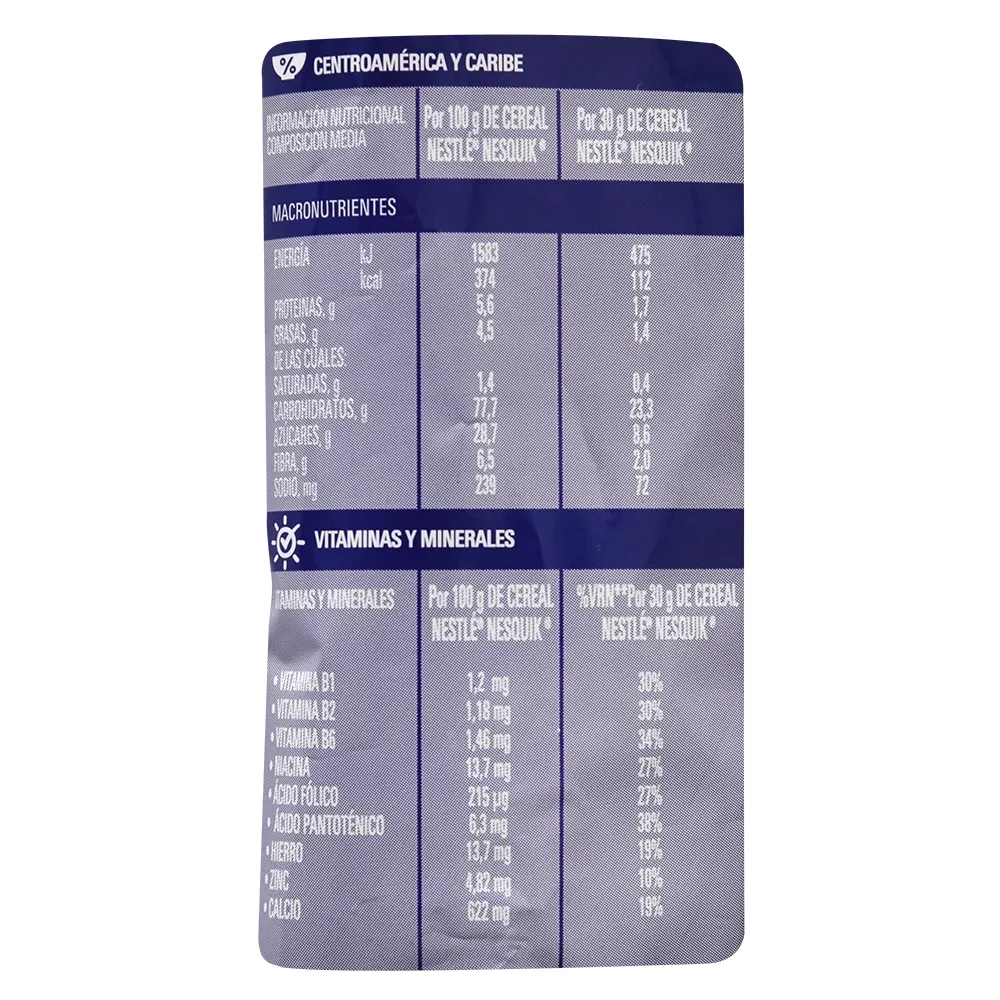 CENTROAMÉRICA Y CARIBE
INFORMACIÓN NUTRICIONAL COMPOSICIÓN MEDIA Por 100 g DE CEREAL NESTLÉ® NESQUIK® Por 30 g DE CEREAL NESTLÉ® NESQUIK®
MACRONUTRIENTES
ENERGÍA kJ 1583 475
kcal 374 112
PROTEINAS, g 5,6 1,7
GRASAS, g 4,5 1,4
DE LAS CUALES:
SATURADAS, g 1,4 0,4
CARBOHIDRATOS, g 77,7 23,3
AZÚCARES, g 28,7 8,6
FIBRA, g 6,5 2,0
SODIO, mg 239 72
VITAMINAS Y MINERALES
ITAMINAS Y MINERALES Por 100 g DE CEREAL NESTLÉ® NESQUIK® %VRN**Por 30 g DE CEREAL NESTLÉ® NESQUIK®
• VITAMINA B1 1,2 mg 30%
• VITAMINA B2 1,18 mg 30%
• VITAMINA B6 1,46 mg 34%
• NIACINA 13,7 mg 27%
• ÁCIDO FÓLICO 215 µg 27%
• ÁCIDO PANTOTÉNICO 6,3 mg 38%
• HIERRO 13,7 mg 19%
• ZINC 4,82 mg 10%
• CALCIO 622 mg 19%